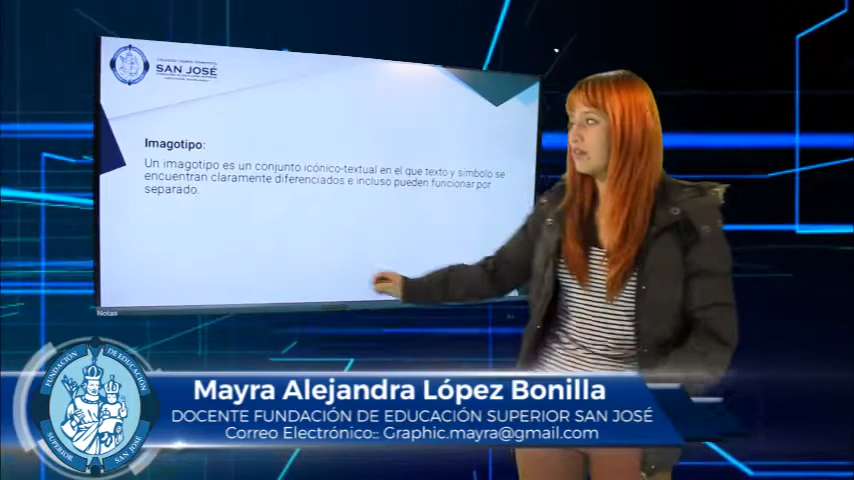 SAN JOSÉ
Imagotipo:
Un imagotipo es un conjunto icónico-textual en el que texto y símbolo se
encuentran claramente diferenciados e incluso pueden funcionar por
separado.
Notas
FUNDACIÓN DE EDUCACIÓN
SUPERIOR SAN JOSÉ
Mayra Alejandra López Bonilla
DOCENTE FUNDACIÓN DE EDUCACIÓN SUPERIOR SAN JOSÉ
Correo Electrónico:: Graphic.mayra@gmail.com